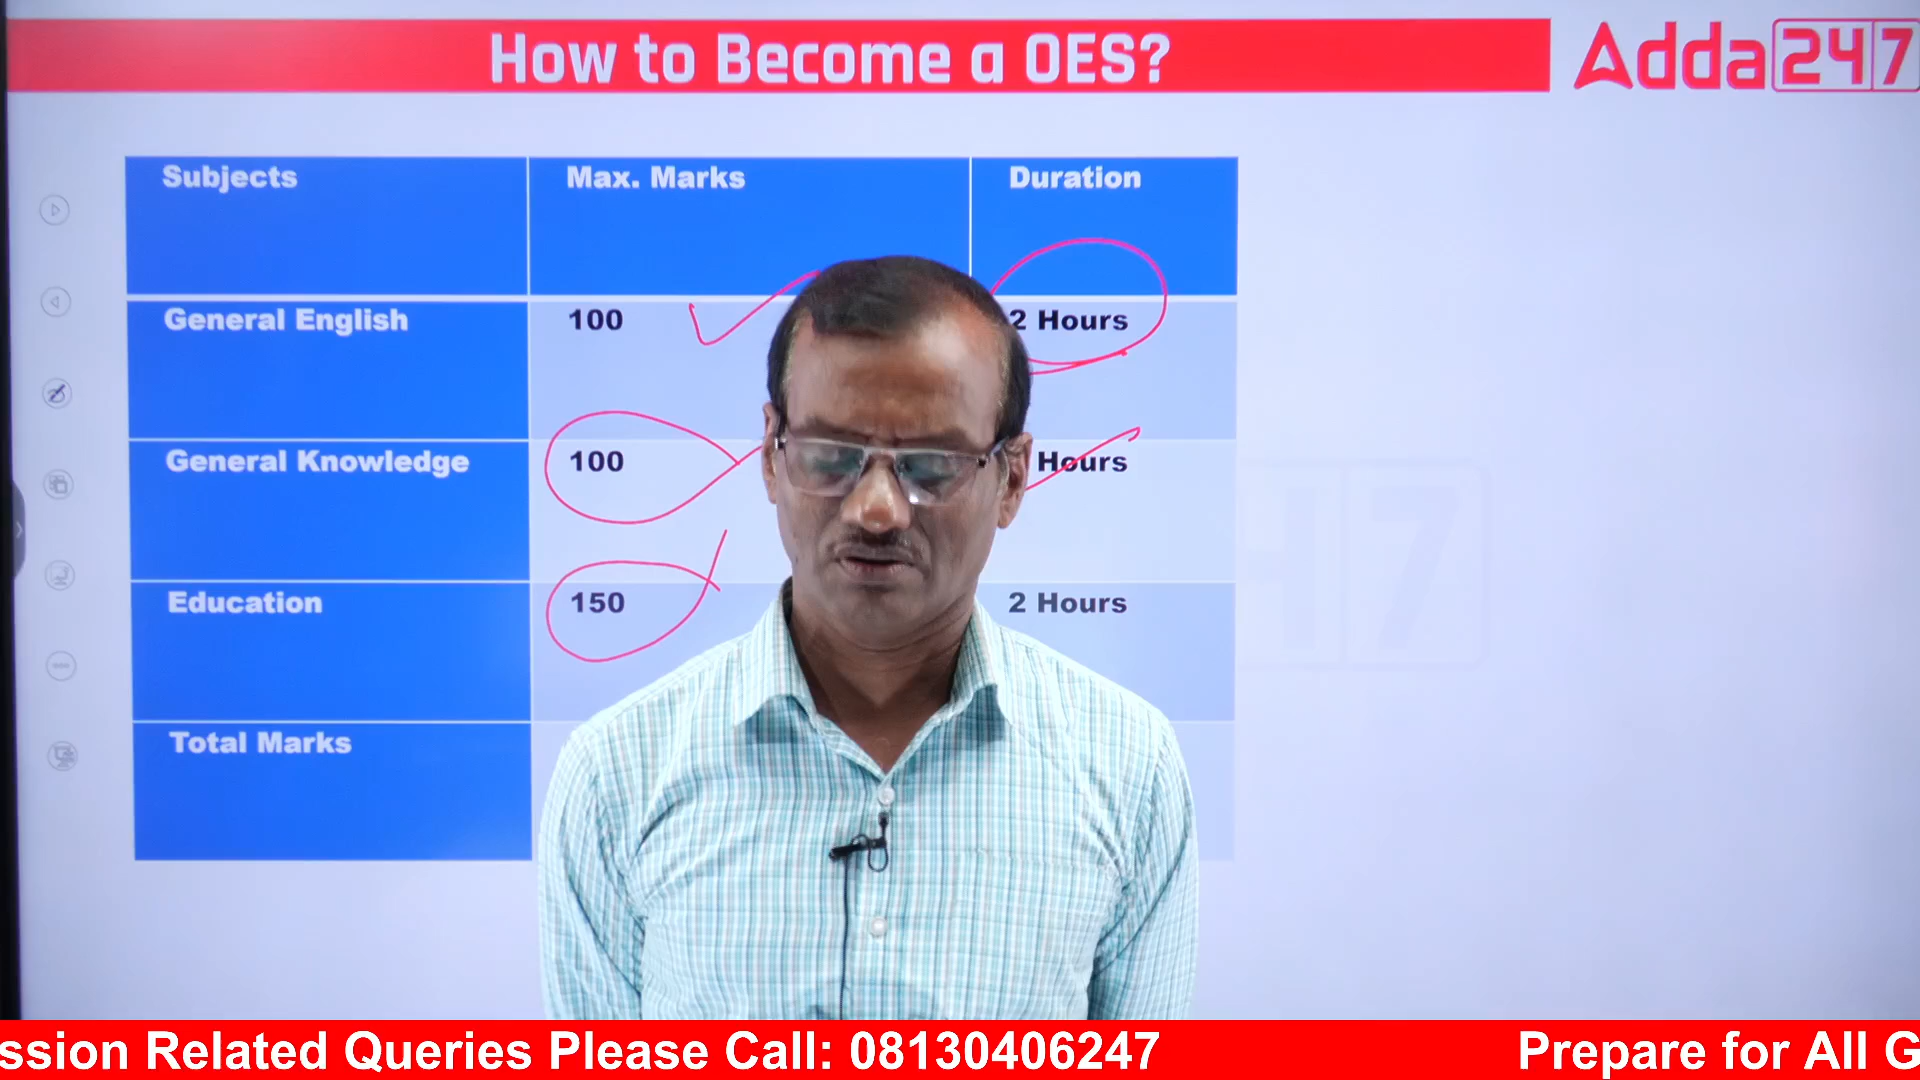 How to Become a OES?
Adda247
Subjects Max. Marks Duration
General English 100 2 Hours
General Knowledge 100 Hours
Education 150 2 Hours
Total Marks
ssion Related Queries Please Call: 08130406247 Prepare for All G